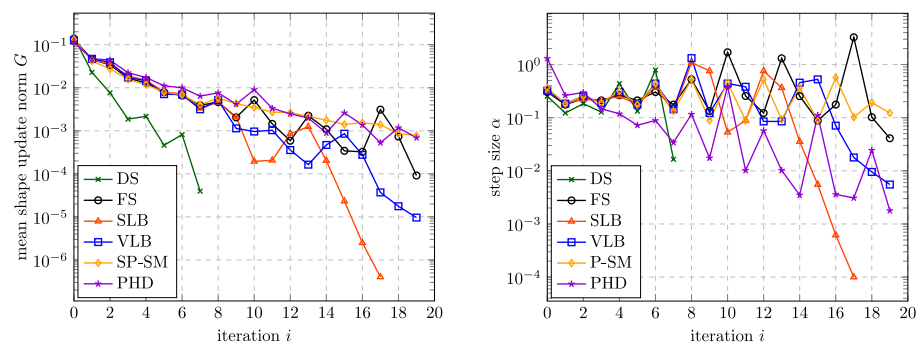 mean shape update norm G
10⁻¹
10⁻²
10⁻³
10⁻⁴
10⁻⁵
10⁻⁶
DS
FS
SLB
VLB
SP-SM
PHD
0 2 4 6 8 10 12 14 16 18 20
iteration i
step size α
10⁰
10⁻¹
10⁻²
10⁻³
10⁻⁴
DS
FS
SLB
VLB
P-SM
PHD
0 2 4 6 8 10 12 14 16 18 20
iteration i